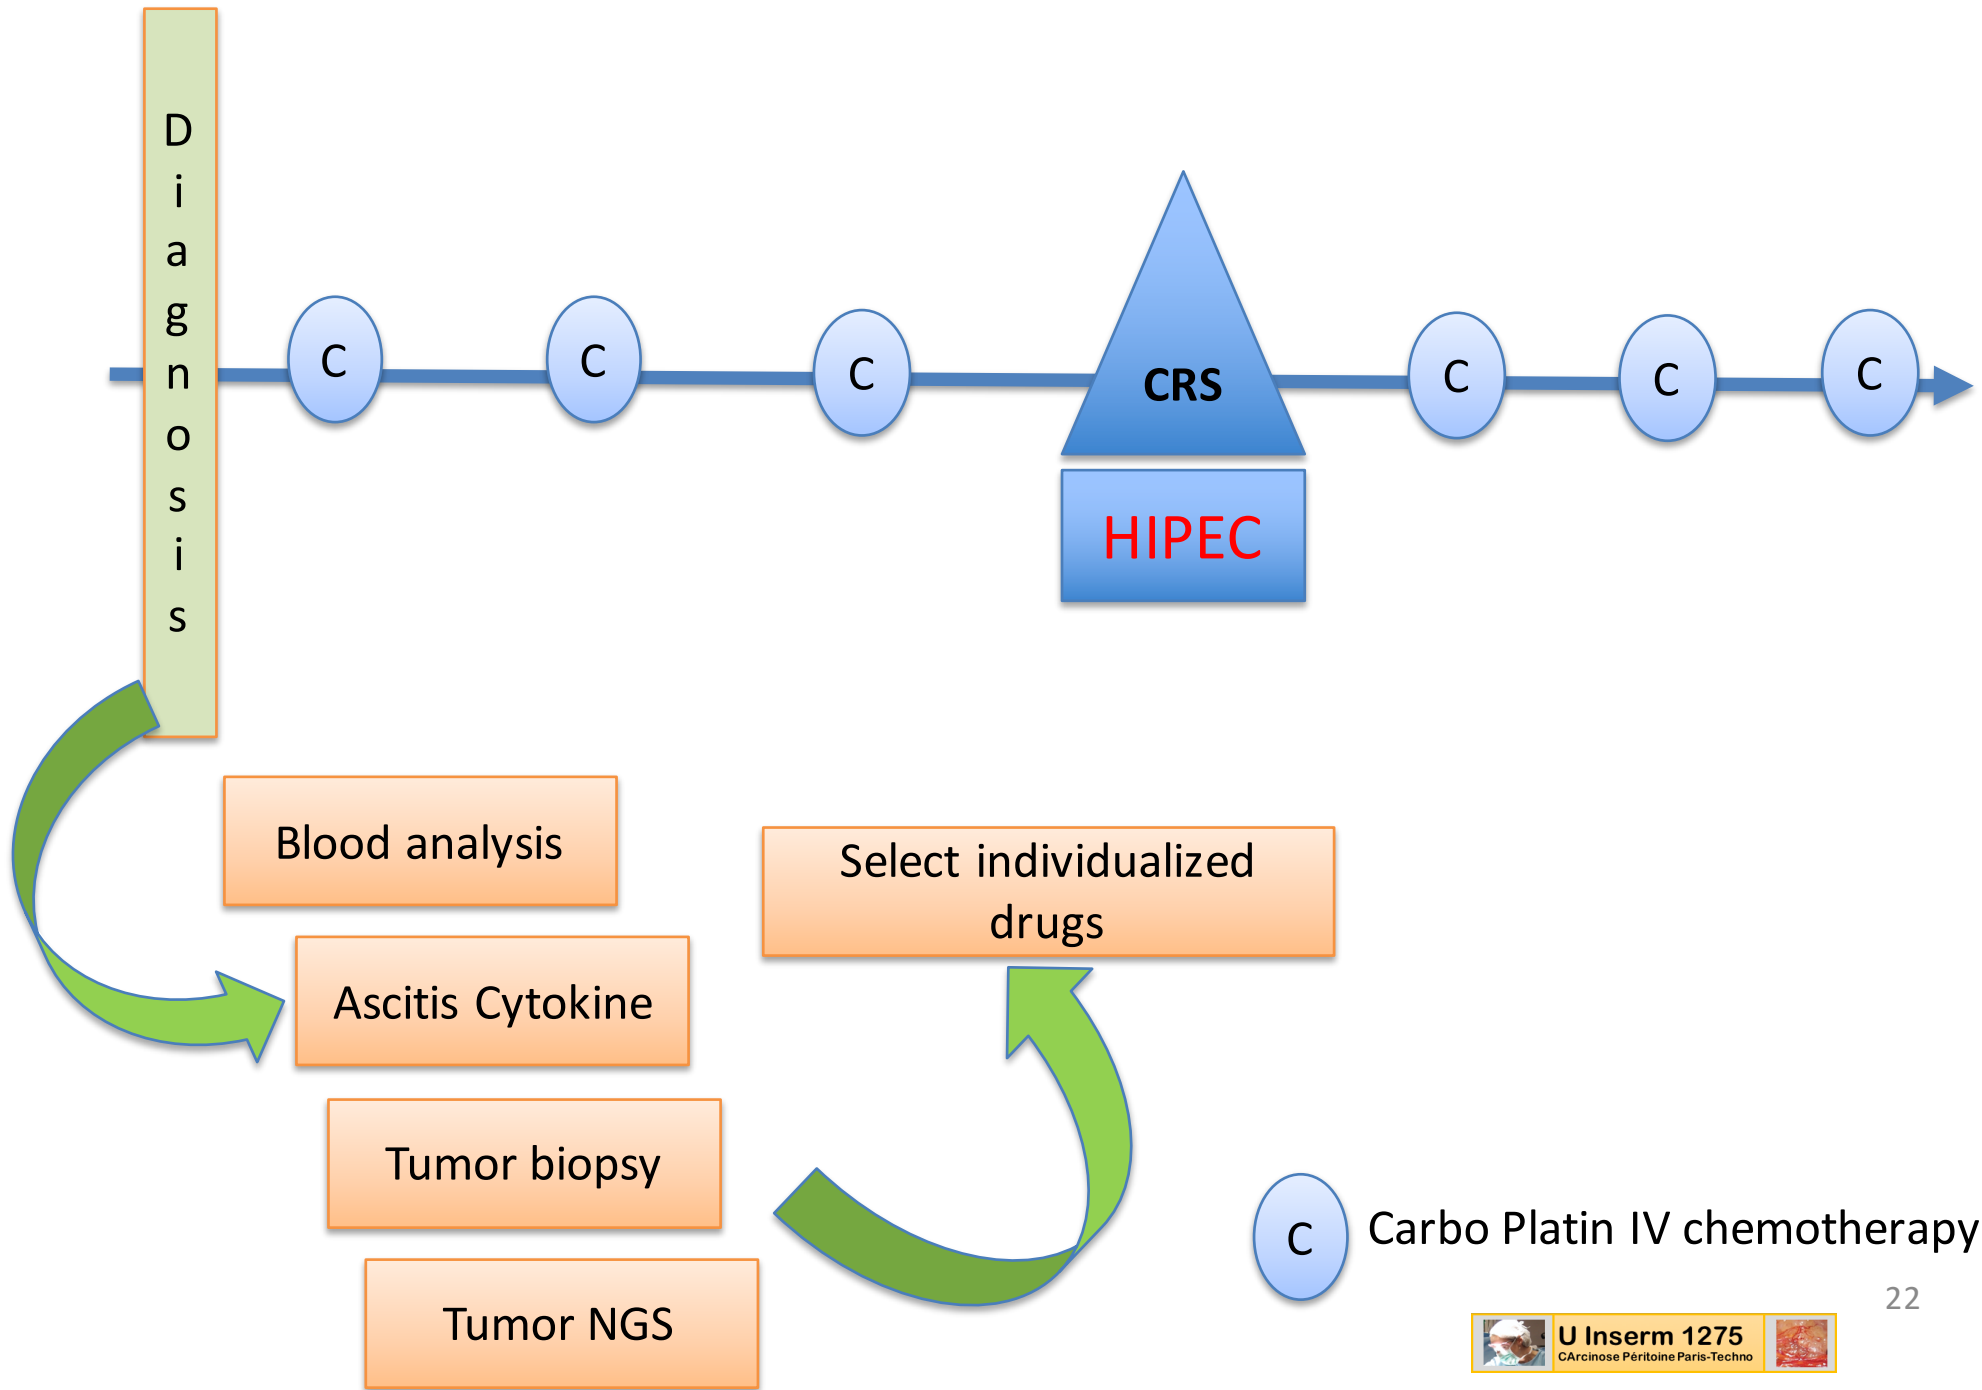 Diagnosis
C
C
C
CRS
C
C
C
HIPEC
Blood analysis
Select individualized
drugs
Ascitis Cytokine
Tumor biopsy
Tumor NGS
C
Carbo Platin IV chemotherapy
22
U Inserm 1275
CArcinose Péritoine Paris-Techno